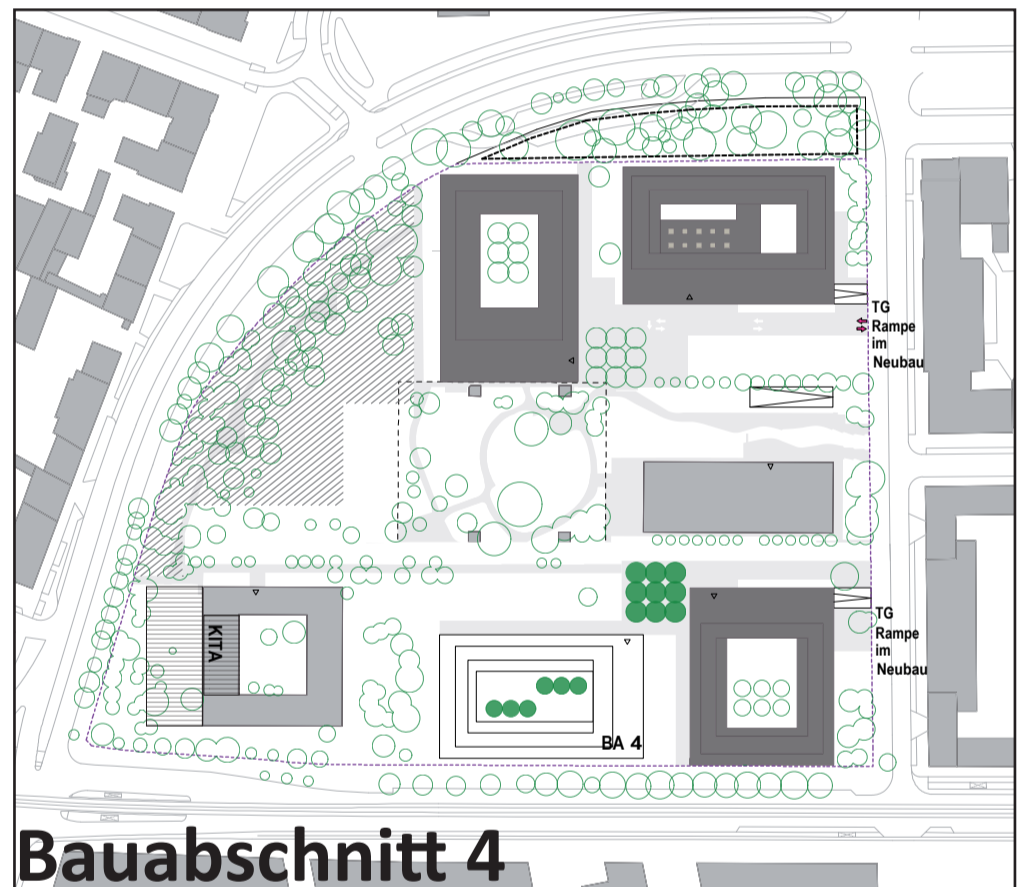 TG
Rampe
im
Neubau
TG
Rampe
im
Neubau
KITA
BA 4
Bauabschnitt 4